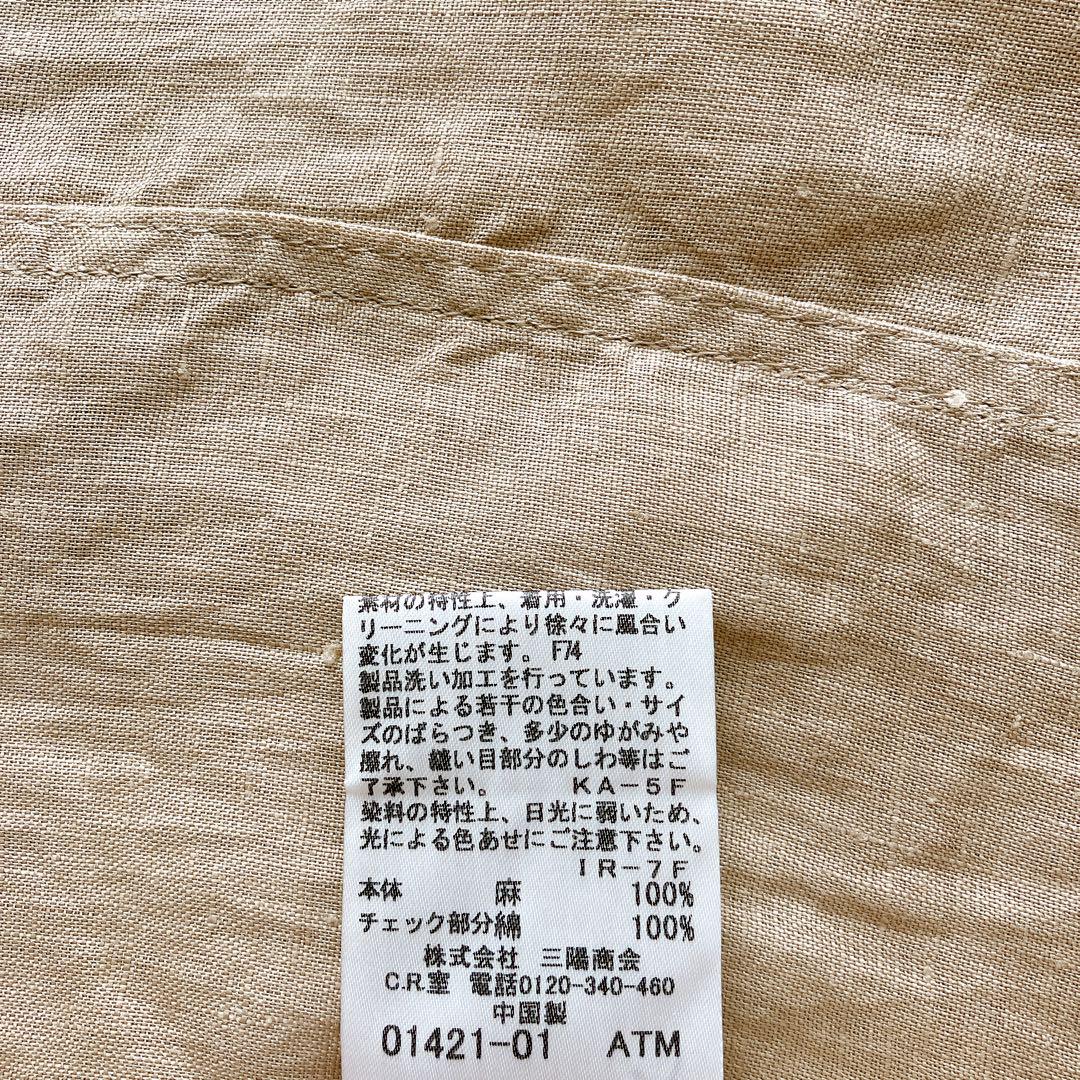 素材の特性上、着用・洗濯・ク
リーニングにより徐々に風合い
変化が生じます。 F74
製品洗い加工を行っています。
製品による若干の色合い・サイ
ズのばらつき、多少のゆがみや
擦れ、縫い目部分のしわ等はご
了承下さい。 KA-5F
染料の特性上、日光に弱いため、
光による色あせにご注意下さい。
IR-7F
本体 麻 100%
チェック部分綿 100%
株式会社 三陽商会
C.R.室 電話0120-340-460
中国製
01421-01 ATM